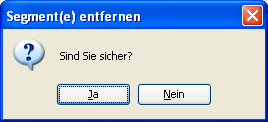 Segment(e) entfernen
Sind Sie sicher?
Ja Nein